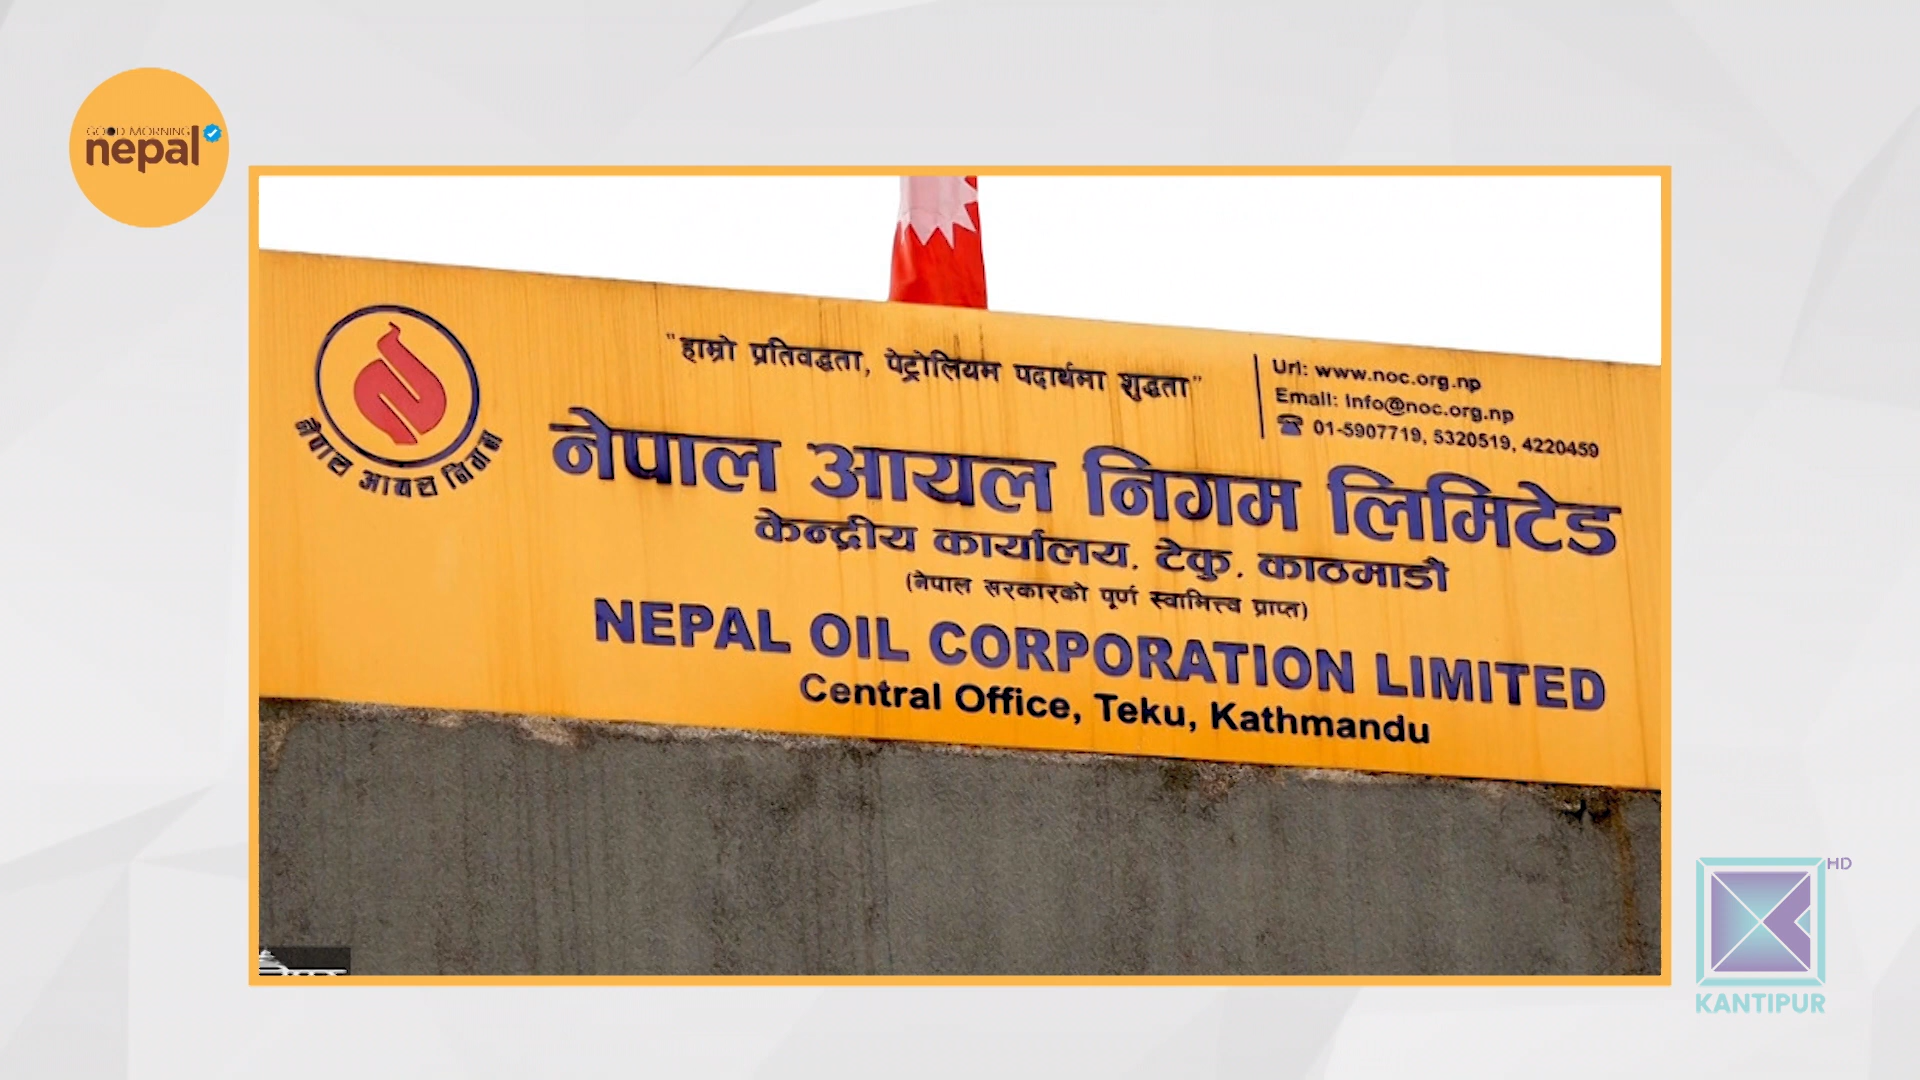 GOOD MORNING
nepal
"हाम्रो प्रतिवद्धता, पेट्रोलियम पदार्थमा शुद्धता"
Url: www.noc.org.np
Email: Info@noc.org.np
☎ 01-5907719, 5320519, 4220459
नेपाल आयल निगम
नेपाल आयल निगम लिमिटेड
केन्द्रीय कार्यालय, टेकु, काठमाडौं
(नेपाल सरकारको पूर्ण स्वामित्त्व प्राप्त)
NEPAL OIL CORPORATION LIMITED
Central Office, Teku, Kathmandu
HD
KANTIPUR